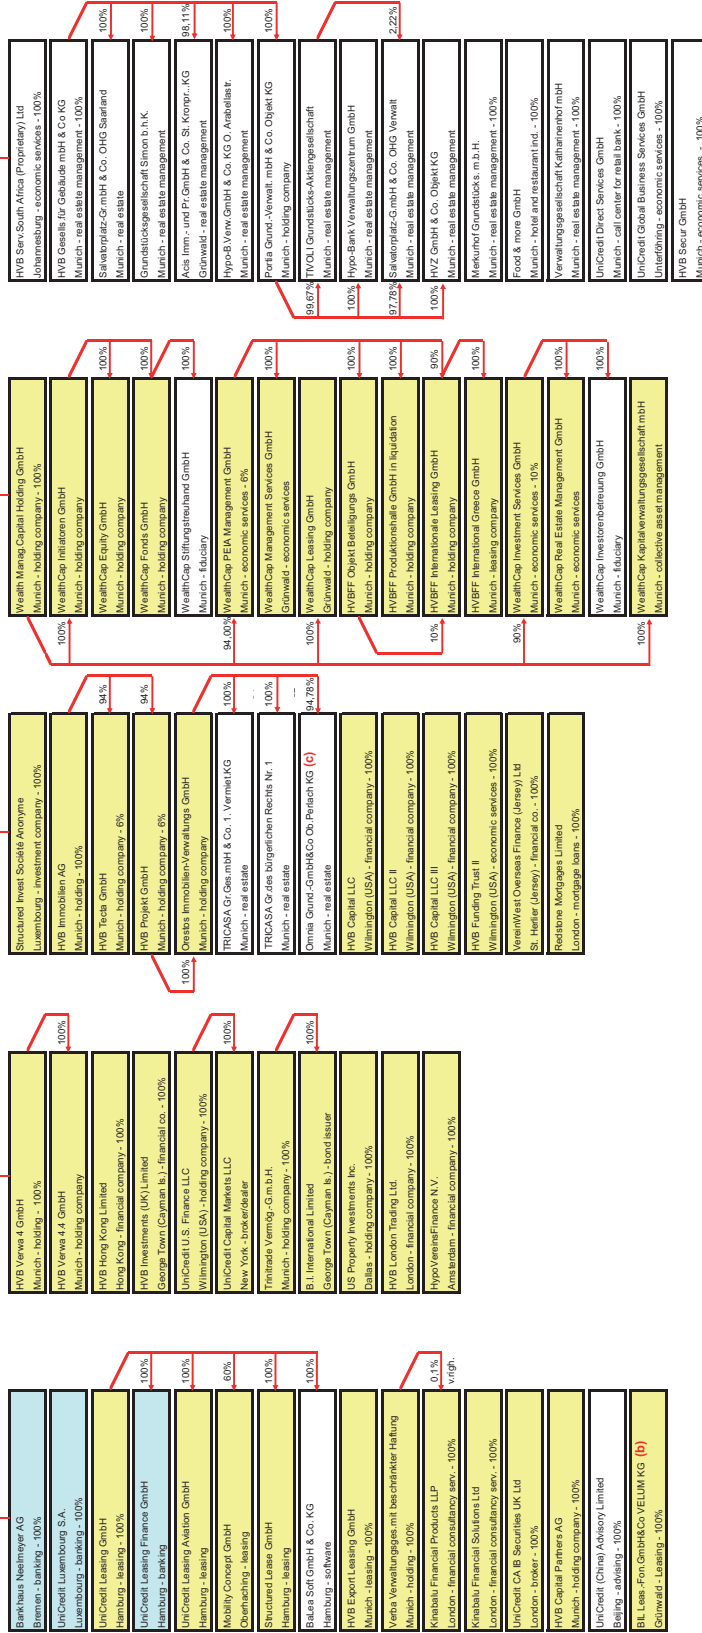 Bankhaus Neelmeyer AG
Bremen - banking - 100%
UniCredit Luxembourg S.A.
Luxembourg - banking - 100%
UniCredit Leasing GmbH
Hamburg - leasing - 100%
UniCredit Leasing Finance GmbH
Hamburg - banking
100%
UniCredit Leasing Aviation GmbH
Hamburg - leasing
100%
Mobility Concept GmbH
Oberhaching - leasing
60%
Structured Lease GmbH
Hamburg - leasing
100%
BaLea Soft GmbH & Co. KG
Hamburg - software
100%
HVB Export Leasing GmbH
Munich - leasing - 100%
Verba Verwaltungsges.mit beschränkter Haftung
Munich - holding - 100%
Kinabalu Financial Products LLP
London - financial consultancy serv. - 100%
0,1%
v.righ.
Kinabalu Financial Solutions Ltd
London - financial consultancy serv. - 100%
UniCredit CA IB Securities UK Ltd
London - broker - 100%
HVB Capital Partners AG
Munich - holding company - 100%
UniCredit (China) Advisory Limited
Beijing - advising - 100%
BIL Leas.-Fon.GmbH&Co VELUM KG (b)
Grünwald - Leasing - 100%
HVB Verwa 4 GmbH
Munich - holding - 100%
HVB Verwa 4.4 GmbH
Munich - holding company
100%
HVB Hong Kong Limited
Hong Kong - financial company - 100%
HVB Investments (UK) Limited
George Town (Cayman Is.) - financial co. - 100%
UniCredit U.S. Finance LLC
Wilmington (USA) - holding company - 100%
UniCredit Capital Markets LLC
New York - broker/dealer
100%
Trinitrade Vermög.-G.m.b.H.
Munich - holding company - 100%
B.I. International Limited
George Town (Cayman Is.) - bond issuer
100%
US Property Investments Inc.
Dallas - holding company - 100%
HVB London Trading Ltd.
London - financial company - 100%
HypoVereinsFinance N.V.
Amsterdam - financial company - 100%
Structured Invest Société Anonyme
Luxembourg - investment company - 100%
HVB Immobilien AG
Munich - holding - 100%
HVB Tecta GmbH
Munich - holding company - 6%
94%
HVB Projekt GmbH
Munich - holding company - 6%
94%
Orestos Immobilien-Verwaltungs GmbH
Munich - holding company
100%
TRICASA Gr.Ges.mbH & Co. 1. Vermiet.KG
Munich - real estate
100%
TRICASA Gr.des bürgerlichen Rechts Nr. 1
Munich - real estate
100%
Omnia Grund.-GmbH&Co Ob.Perlach KG (c)
Munich - real estate
94,78%
HVB Capital LLC
Wilmington (USA) - financial company - 100%
HVB Capital LLC II
Wilmington (USA) - financial company - 100%
HVB Capital LLC III
Wilmington (USA) - financial company - 100%
HVB Funding Trust II
Wilmington (USA) - economic services - 100%
VereinWest Overseas Finance (Jersey) Ltd
St. Herlier (Jersey) - financial co. - 100%
Redstone Mortgages Limited
London - mortgage loans - 100%
Wealth Manag.Capital Holding GmbH
Munich - holding company - 100%
WealthCap Initiatoren GmbH
Munich - holding company
100%
WealthCap Equity GmbH
Munich - holding company
100%
WealthCap Fonds GmbH
Munich - holding company
100%
WealthCap Stiftungstreuhand GmbH
Munich - fiduciary
100%
WealthCap PEIA Management GmbH
Munich - economic services - 6%
94,00%
WealthCap Management Services GmbH
Grünwald - economic services
100%
WealthCap Leasing GmbH
Grünwald - holding company
100%
HVBFF Objekt Beteiligungs GmbH
Munich - holding company
100%
HVBFF Produktionshalle GmbH in liquidation
Munich - holding company
100%
HVBFF Internationale Leasing GmbH
Munich - holding company
10%
90%
HVBFF International Greece GmbH
Munich - leasing company
100%
WealthCap Investment Services GmbH
Munich - economic services - 10%
90%
WealthCap Real Estate Management GmbH
Munich - economic services
100%
WealthCap Investorenbetreuung GmbH
Munich - fiduciary
100%
WealthCap Kapitalverwaltungsgesellschaft mbH
Munich - collective asset management
100%
HVB Serv.South Africa (Proprietary) Ltd
Johannesburg - economic services - 100%
HVB Gesells für Gebäude mbH & Co KG
Munich - real estate management - 100%
Salvatorplatz-Gr.mbH & Co. OHG Saarland
Munich - real estate
100%
Grundstücksgesellschaft Simon b.h.K.
Munich - real estate management
100%
Acis Imm.- und Pr.GmbH & Co. St. Kronpr...KG
Grünwald - real estate management
98,11%
Hypo-B.Verw.GmbH & Co. KG O. Arabellastr.
Munich - real estate management
100%
Portia Grund.-Verwalt. mbH & Co. Objekt KG
Munich - holding company
100%
TIVOLI Grundstücks-Aktiengesellschaft
Munich - real estate management
99,67%
Hypo-Bank Verwaltungszentrum GmbH
Munich - real estate management
100%
Salvatorplatz-G.mbH & Co. OHG Verwalt
Munich - real estate management
97,78%
2,22%
HVZ GmbH & Co. Objekt KG
Munich - real estate management
100%
Merkurhof Grundstücks. m.b.H.
Munich - real estate management - 100%
Food & more GmbH
Munich - hotel and restaurant ind. - 100%
Verwaltungsgesellschaft Katharinenhof mbH
Munich - real estate management - 100%
UniCredit Direct Services GmbH
Munich - call center for retail bank - 100%
UniCredit Global Business Services GmbH
Unterföhring - economic services - 100%
HVB Secur GmbH
Munich - economic services - 100%